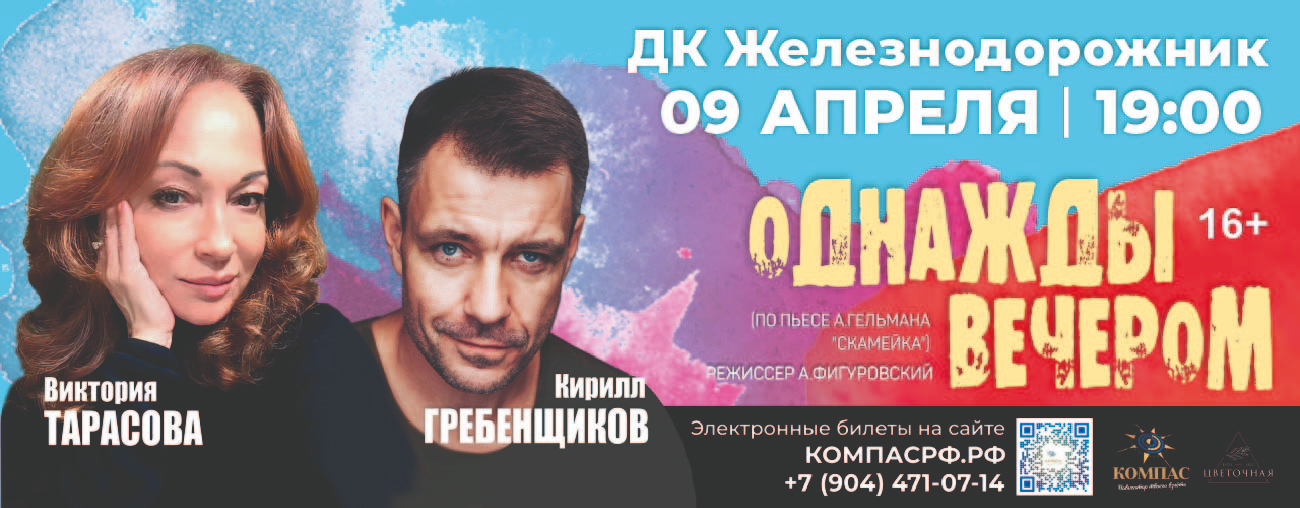 ДК Железнодорожник
09 АПРЕЛЯ | 19:00
ОДНАЖДЫ
16+
ВЕЧЕРОМ
(ПО ПЬЕСЕ А.ГЕЛЬМАНА
"СКАМЕЙКА")
РЕЖИССЕР А.ФИГУРОВСКИЙ
Виктория
ТАРАСОВА
Кирилл
ГРЕБЕНЩИКОВ
Электронные билеты на сайте
КОМПАСРФ.РФ
+7 (904) 471-07-14
КОМПАС
ЦВЕТОЧНАЯ